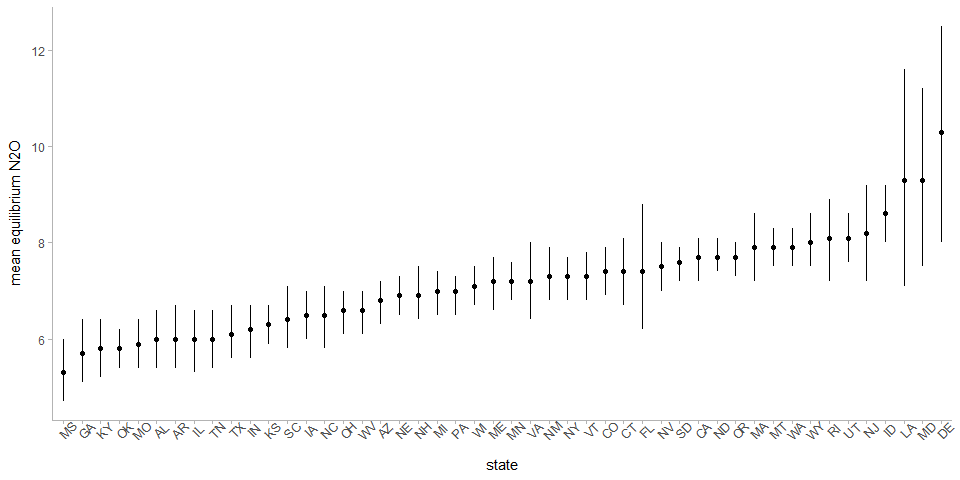 mean equilibrium N2O
12
10
8
6
MS GA KY OK MO AL AR IL TN TX IN KS SC IA NC OH WV AZ NE NH MI PA WI ME MN VA NM NY VT CO CT FL NV SD CA ND OR MA MT WA WY RI UT NJ ID LA MD DE
state